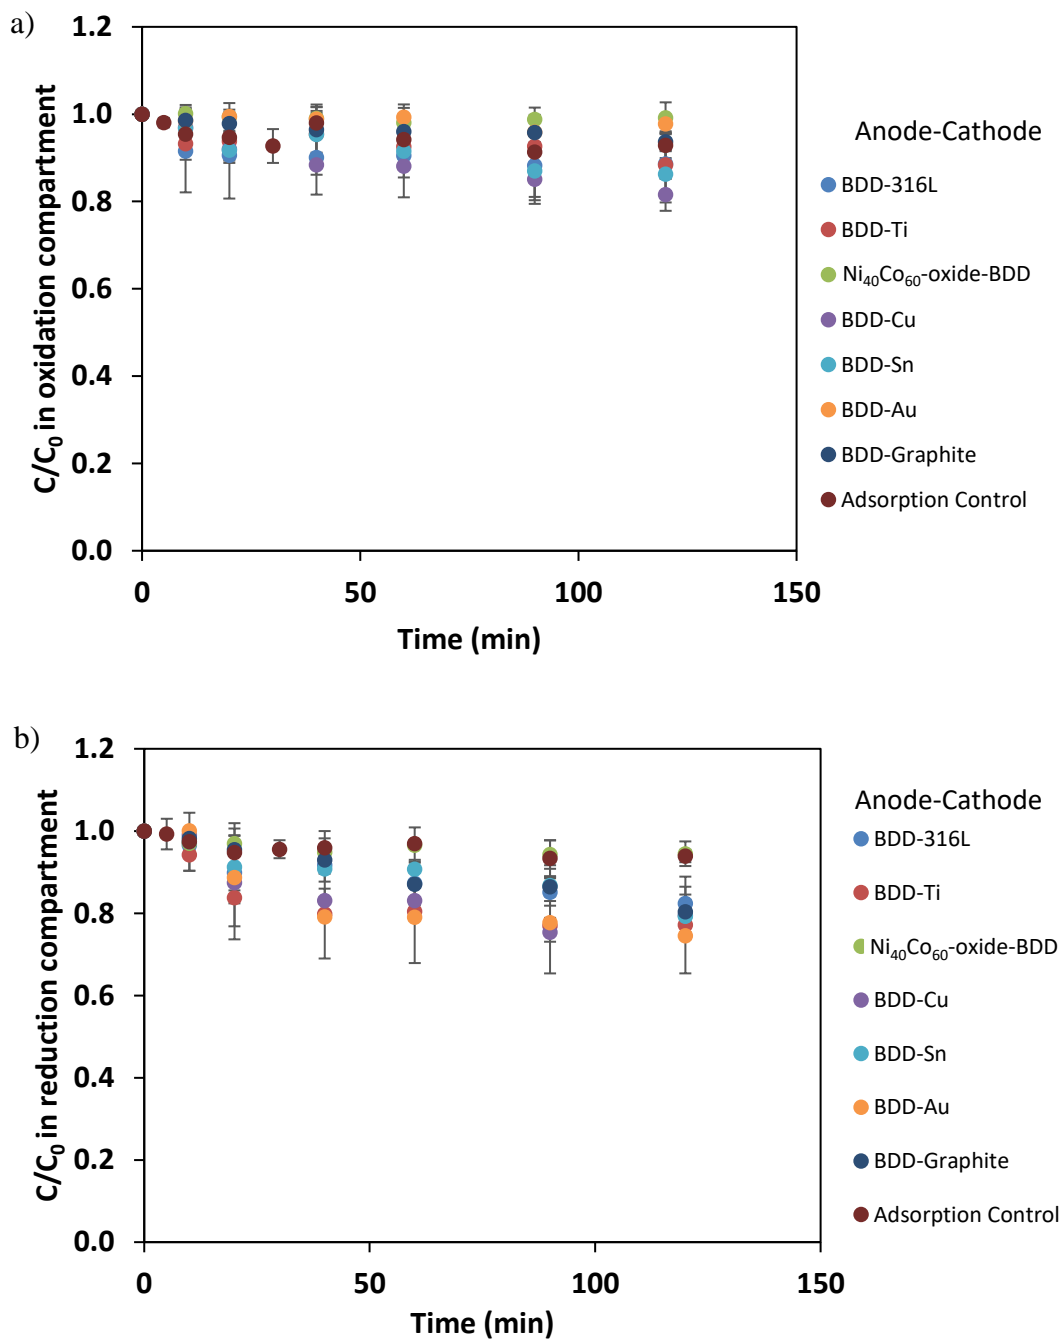 a)
1.2
1.0
0.8
0.6
0.4
0.2
0.0
C/C₀ in oxidation compartment
0
50
100
150
Time (min)
Anode-Cathode
BDD-316L
BDD-Ti
Ni₄₀Co₆₀-oxide-BDD
BDD-Cu
BDD-Sn
BDD-Au
BDD-Graphite
Adsorption Control
b)
1.2
1.0
0.8
0.6
0.4
0.2
0.0
C/C₀ in reduction compartment
0
50
100
150
Time (min)
Anode-Cathode
BDD-316L
BDD-Ti
Ni₄₀Co₆₀-oxide-BDD
BDD-Cu
BDD-Sn
BDD-Au
BDD-Graphite
Adsorption Control